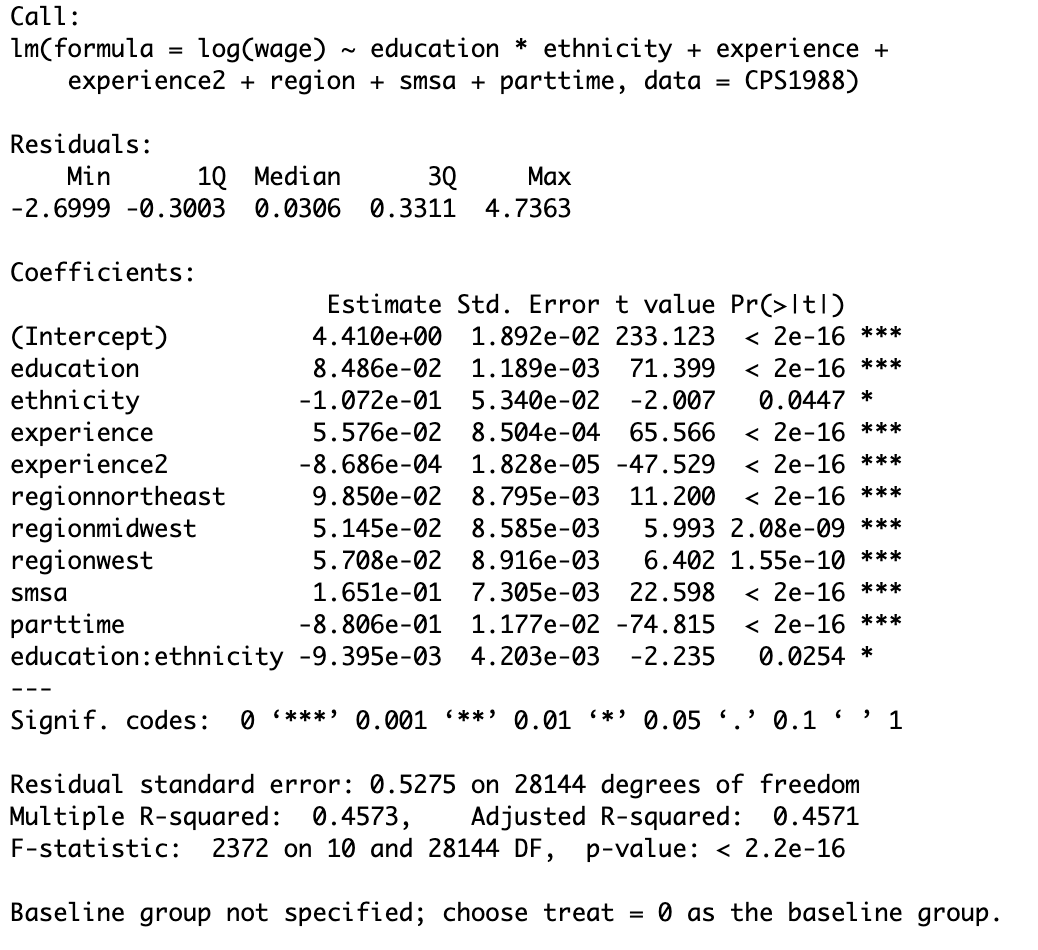 Call:
lm(formula = log(wage) ~ education * ethnicity + experience +
    experience2 + region + smsa + parttime, data = CPS1988)

Residuals:
    Min      1Q  Median      3Q     Max
-2.6999 -0.3003  0.0306  0.3311  4.7363

Coefficients:
                      Estimate Std. Error t value Pr(>|t|)
(Intercept)          4.410e+00  1.892e-02 233.123  < 2e-16 ***
education            8.486e-02  1.189e-03  71.399  < 2e-16 ***
ethnicity           -1.072e-01  5.340e-02  -2.007   0.0447 *
experience           5.576e-02  8.504e-04  65.566  < 2e-16 ***
experience2         -8.686e-04  1.828e-05 -47.529  < 2e-16 ***
regionnortheast      9.850e-02  8.795e-03  11.200  < 2e-16 ***
regionmidwest        5.145e-02  8.585e-03   5.993 2.08e-09 ***
regionwest           5.708e-02  8.916e-03   6.402 1.55e-10 ***
smsa                 1.651e-01  7.305e-03  22.598  < 2e-16 ***
parttime            -8.806e-01  1.177e-02 -74.815  < 2e-16 ***
education:ethnicity -9.395e-03  4.203e-03  -2.235   0.0254 *
---
Signif. codes:  0 ‘***’ 0.001 ‘**’ 0.01 ‘*’ 0.05 ‘.’ 0.1 ‘ ’ 1

Residual standard error: 0.5275 on 28144 degrees of freedom
Multiple R-squared:  0.4573,    Adjusted R-squared:  0.4571
F-statistic:  2372 on 10 and 28144 DF,  p-value: < 2.2e-16

Baseline group not specified; choose treat = 0 as the baseline group.